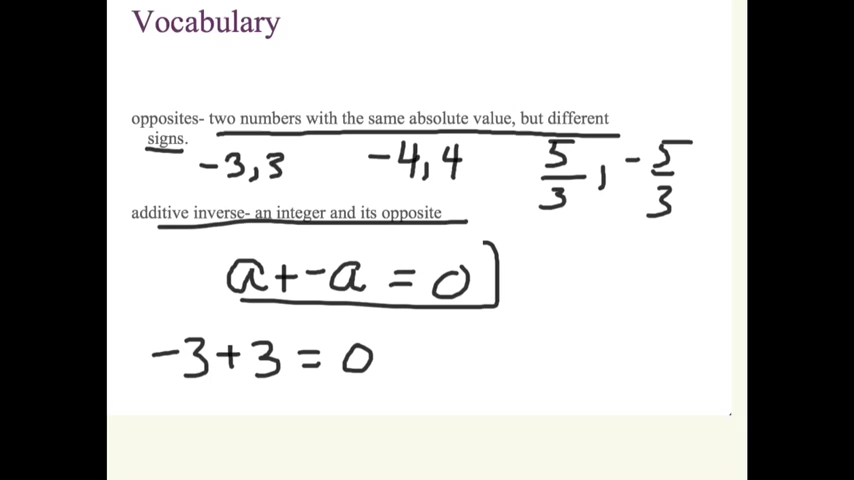 Vocabulary
opposites- two numbers with the same absolute value, but different
signs.
-3,3 -4,4 5/3, -5/3
additive inverse- an integer and its opposite
a+-a = 0
-3+3 = 0